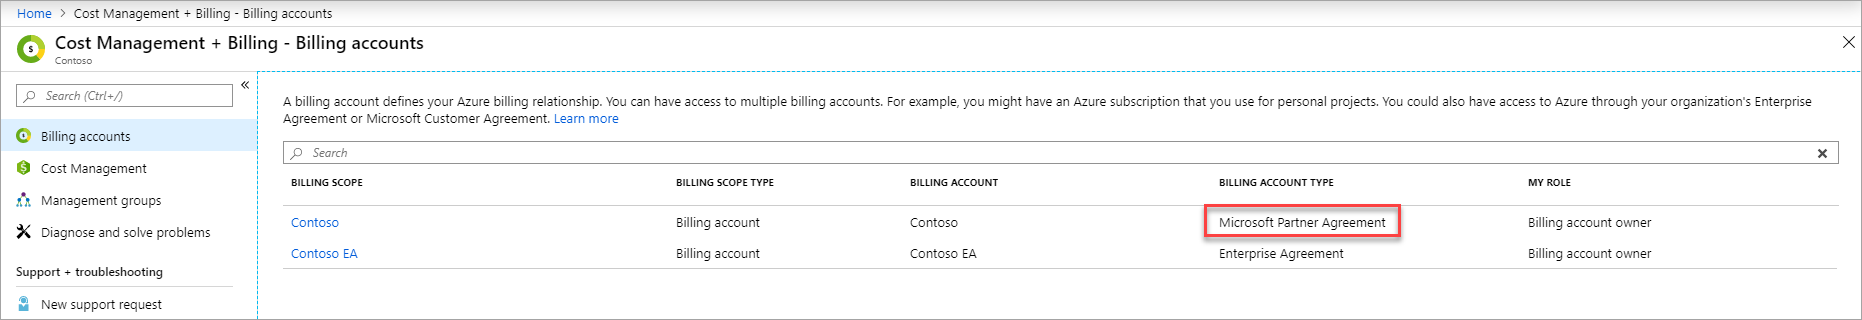 Home > Cost Management + Billing - Billing accounts
Cost Management + Billing - Billing accounts
Contoso
Search (Ctrl+/)
Billing accounts
Cost Management
Management groups
Diagnose and solve problems
Support + troubleshooting
New support request
A billing account defines your Azure billing relationship. You can have access to multiple billing accounts. For example, you might have an Azure subscription that you use for personal projects. You could also have access to Azure through your organization's Enterprise
Agreement or Microsoft Customer Agreement. Learn more
Search
BILLING SCOPE BILLING SCOPE TYPE BILLING ACCOUNT BILLING ACCOUNT TYPE MY ROLE
Contoso Billing account Contoso Microsoft Partner Agreement Billing account owner
Contoso EA Billing account Contoso EA Enterprise Agreement Billing account owner